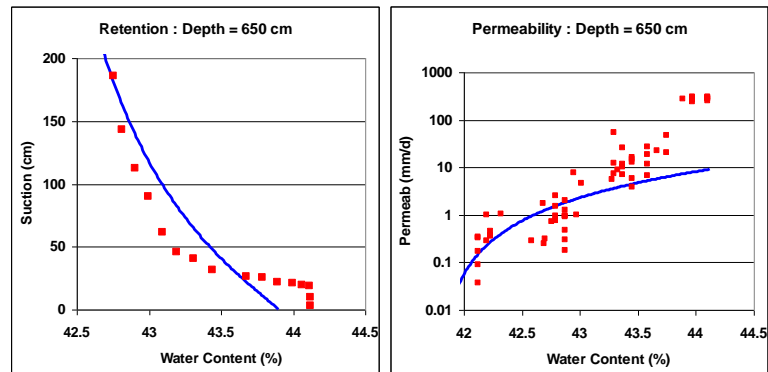 Retention : Depth = 650 cm
Suction (cm)
200
150
100
50
0
42.5 43 43.5 44 44.5
Water Content (%)
Permeability : Depth = 650 cm
Permeab (mm/d)
1000
100
10
1
0.1
0.01
42 42.5 43 43.5 44 44.5
Water Content (%)